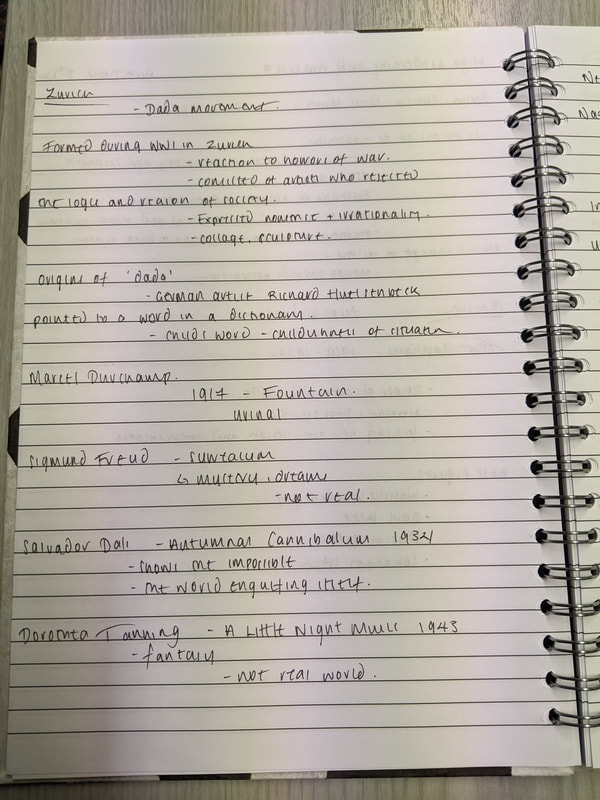 Zurich
- Dada movement.
Formed during WW1 in Zurich
- reaction to horrors of war.
- consisted of artists who rejected
the logic and reason of society.
- Expressed nonsense + irrationality.
- collage, sculpture.
Origins of 'dada'
- German artist Richard Huelsenbeck
pointed to a word in a dictionary.
- childs word - childishness of situation.
Marcel Durchamp.
1917 - Fountain.
urinal
Sigmund Freud - surrealism
↳ mystery, dreams
- not real.
Salvador Dali - Autumnal Cannibalism 1934
- shows the impossible
- the world engulfing itself.
Dorothea Tanning - A Little Night Music 1943
- fantasy
- not real world.